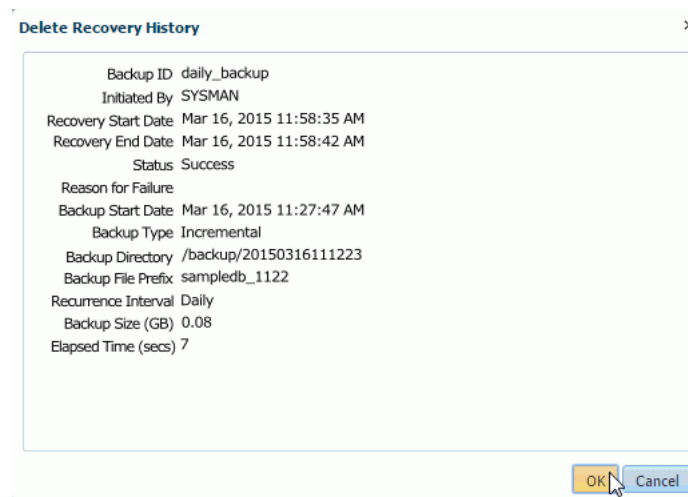 Delete Recovery History
Backup ID daily_backup
Initiated By SYSMAN
Recovery Start Date Mar 16, 2015 11:58:35 AM
Recovery End Date Mar 16, 2015 11:58:42 AM
Status Success
Reason for Failure
Backup Start Date Mar 16, 2015 11:27:47 AM
Backup Type Incremental
Backup Directory /backup/20150316111223
Backup File Prefix sampledb_1122
Recurrence Interval Daily
Backup Size (GB) 0.08
Elapsed Time (secs) 7
OK Cancel